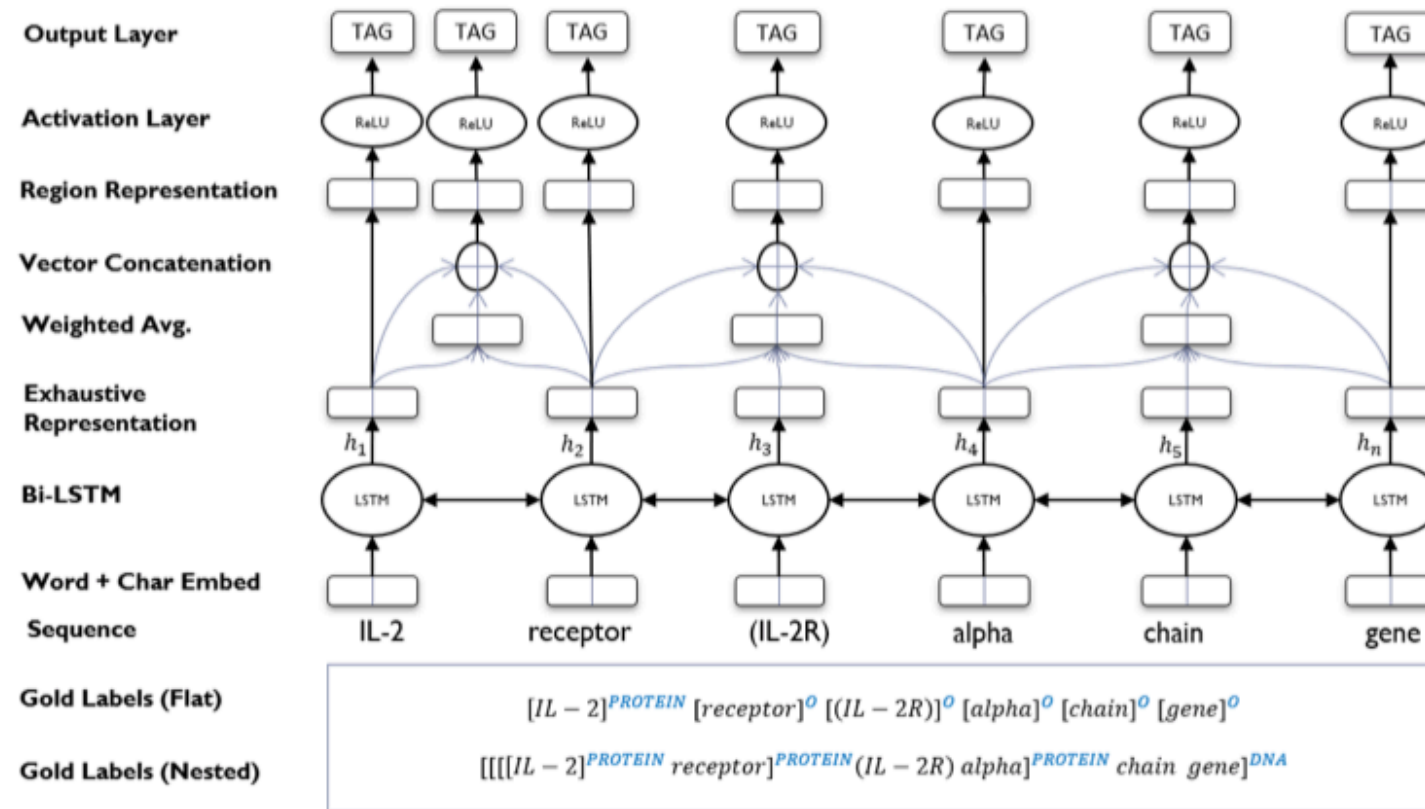 Output Layer TAG TAG TAG TAG TAG TAG TAG
Activation Layer ReLU ReLU ReLU ReLU ReLU ReLU ReLU
Region Representation
Vector Concatenation
Weighted Avg.
Exhaustive
Representation
h₁ h₂ h₃ h₄ h₅ hₙ
Bi-LSTM LSTM LSTM LSTM LSTM LSTM LSTM
Word + Char Embed
Sequence IL-2 receptor (IL-2R) alpha chain gene
Gold Labels (Flat) [IL − 2]^PROTEIN [receptor]^O [(IL − 2R)]^O [alpha]^O [chain]^O [gene]^O
Gold Labels (Nested) [[[[IL − 2]^PROTEIN receptor]^PROTEIN (IL − 2R) alpha]^PROTEIN chain gene]^DNA